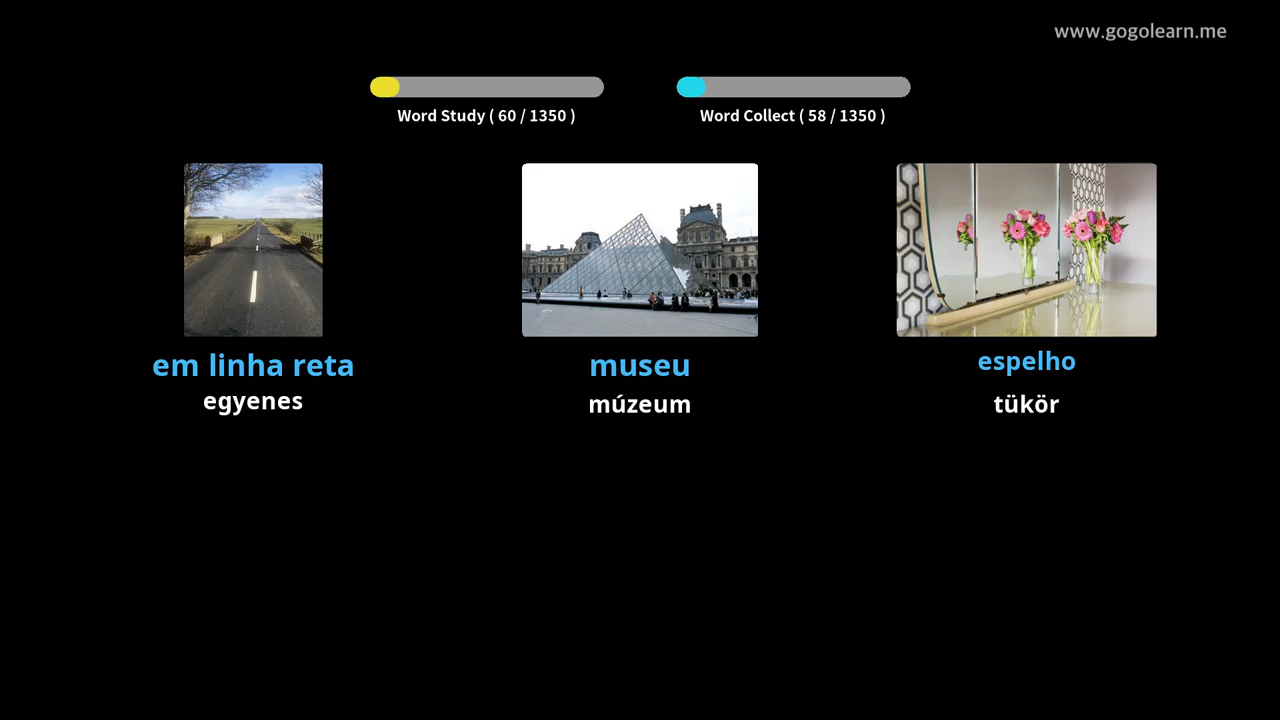 www.gogolearn.me
Word Study ( 60 / 1350 )
Word Collect ( 58 / 1350 )
em linha reta
egyenes
museu
múzeum
espelho
tükör